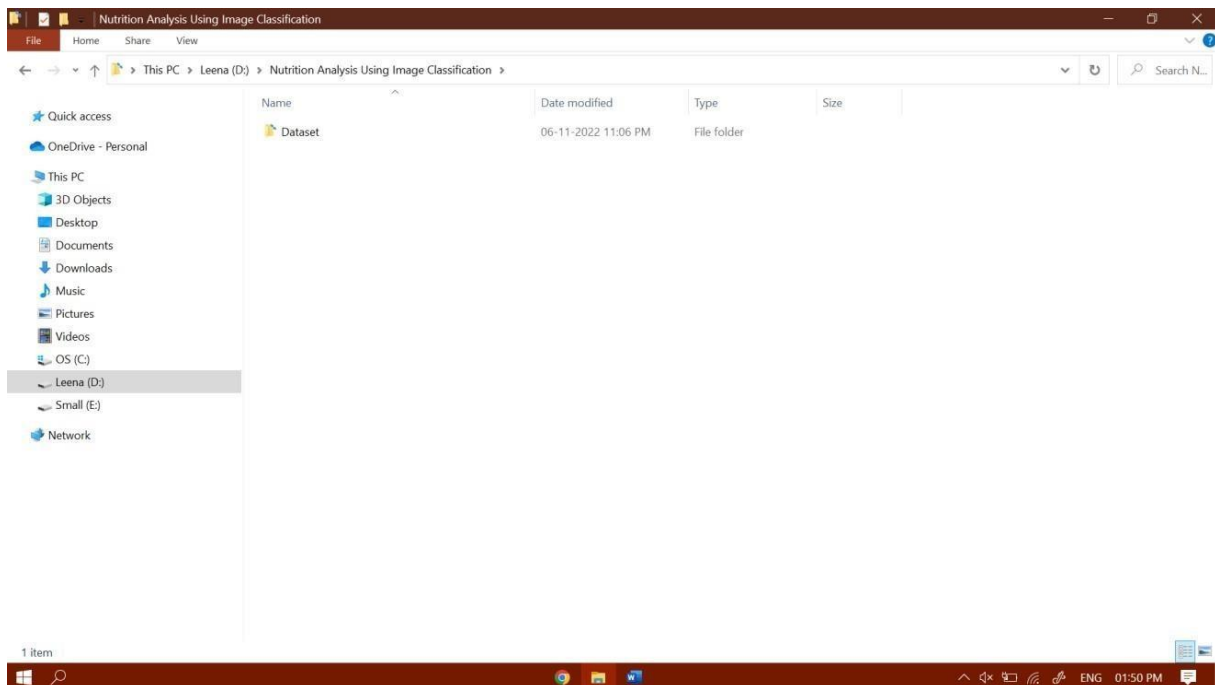 Nutrition Analysis Using Image Classification
File Home Share View
This PC > Leena (D:) > Nutrition Analysis Using Image Classification >
Search N...
Name Date modified Type Size
Dataset 06-11-2022 11:06 PM File folder
Quick access
OneDrive - Personal
This PC
3D Objects
Desktop
Documents
Downloads
Music
Pictures
Videos
OS (C:)
Leena (D:)
Small (E:)
Network
1 item
ENG 01:50 PM